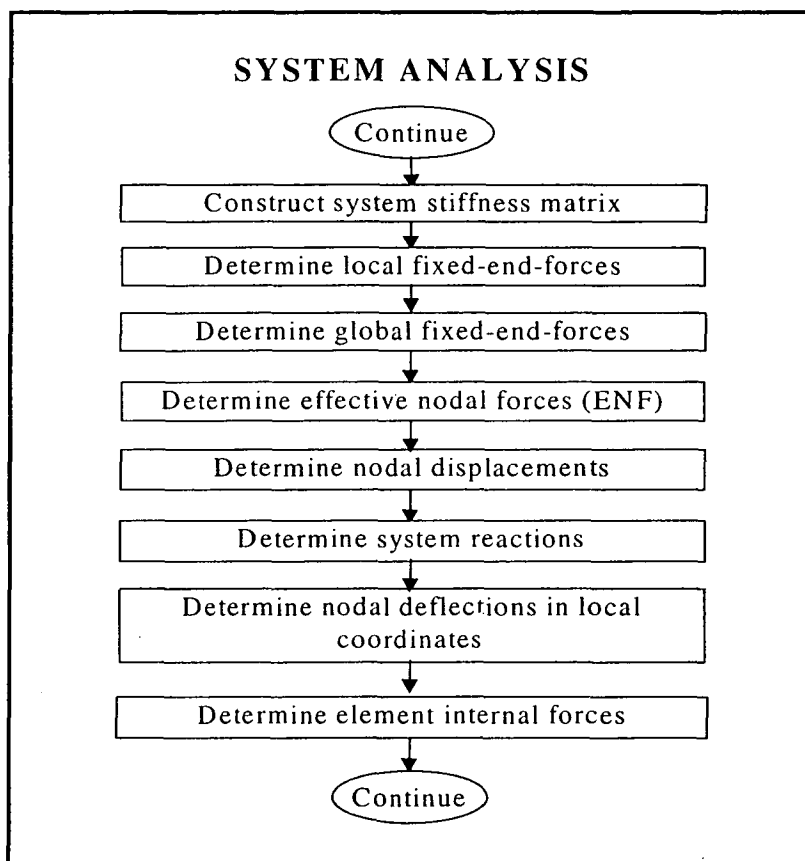 SYSTEM ANALYSIS
Continue
Construct system stiffness matrix
Determine local fixed-end-forces
Determine global fixed-end-forces
Determine effective nodal forces (ENF)
Determine nodal displacements
Determine system reactions
Determine nodal deflections in local
coordinates
Determine element internal forces
Continue